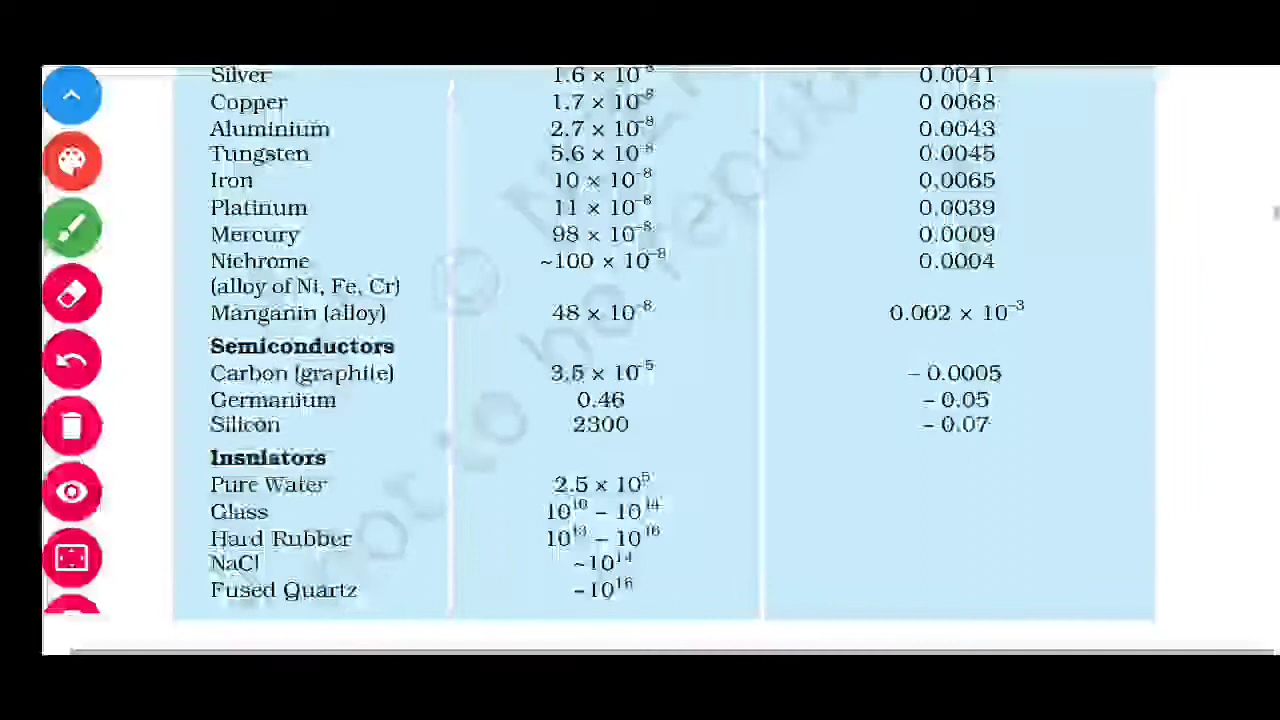 Silver 1.6 × 10⁻⁸ 0.0041
Copper 1.7 × 10⁻⁸ 0 0068
Aluminium 2.7 × 10⁻⁸ 0.0043
Tungsten 5.6 × 10⁻⁸ 0.0045
Iron 10 × 10⁻⁸ 0.0065
Platinum 11 × 10⁻⁸ 0.0039
Mercury 98 × 10⁻⁸ 0.0009
Nichrome ~100 × 10⁻⁸ 0.0004
(alloy of Ni, Fe, Cr)
Manganin (alloy) 48 × 10⁻⁸ 0.002 × 10⁻³
Semiconductors
Carbon (graphite) 3.5 × 10⁻⁵ – 0.0005
Germanium 0.46 – 0.05
Silicon 2300 – 0.07
Insulators
Pure Water 2.5 × 10⁵
Glass 10¹⁰ – 10¹⁴
Hard Rubber 10¹³ – 10¹⁶
NaCl ~10¹⁴
Fused Quartz ~10¹⁶
not to be republ